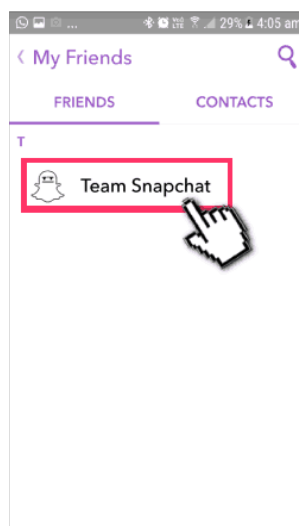 ... 29% 4:05 am
My Friends
FRIENDS CONTACTS
T
Team Snapchat